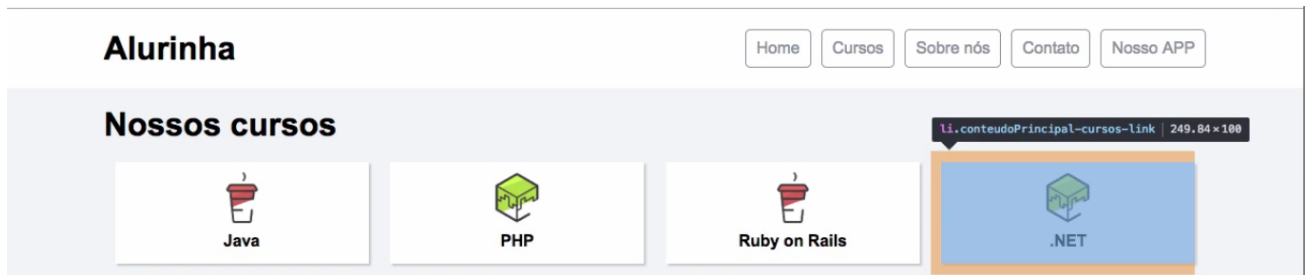 Alurinha
Home Cursos Sobre nós Contato Nosso APP
Nossos cursos
li.conteudoPrincipal-cursos-link 249.84×100
Java PHP Ruby on Rails .NET